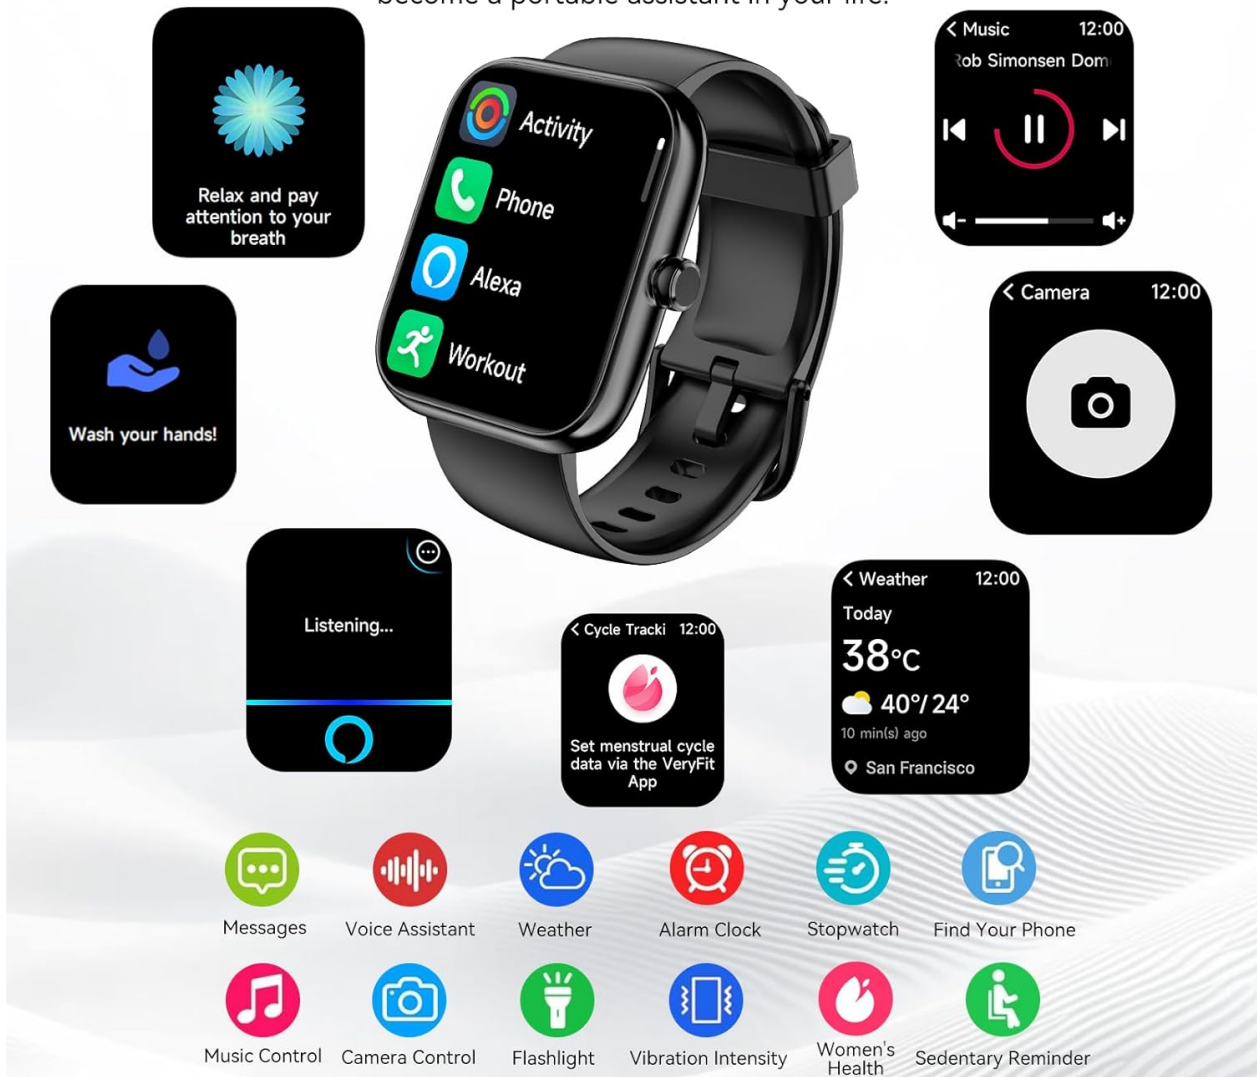 become a portable assistant in your life.
Relax and pay
attention to your
breath
Activity
Phone
Alexa
Workout
< Music 12:00
Rob Simonsen Dom
Wash your hands!
< Camera 12:00
Listening...
< Cycle Tracki 12:00
Set menstrual cycle
data via the VeryFit
App
< Weather 12:00
Today
38°C
40°/24°
10 min(s) ago
San Francisco
Messages
Voice Assistant
Weather
Alarm Clock
Stopwatch
Find Your Phone
Music Control
Camera Control
Flashlight
Vibration Intensity
Women's
Health
Sedentary Reminder